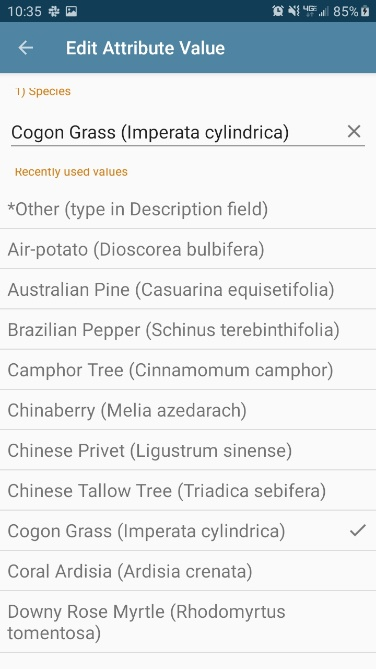 10:35 85%
Edit Attribute Value
1) Species
Cogon Grass (Imperata cylindrica)
Recently used values
*Other (type in Description field)
Air-potato (Dioscorea bulbifera)
Australian Pine (Casuarina equisetifolia)
Brazilian Pepper (Schinus terebinthifolia)
Camphor Tree (Cinnamomum camphor)
Chinaberry (Melia azedarach)
Chinese Privet (Ligustrum sinense)
Chinese Tallow Tree (Triadica sebifera)
Cogon Grass (Imperata cylindrica)
Coral Ardisia (Ardisia crenata)
Downy Rose Myrtle (Rhodomyrtus
tomentosa)